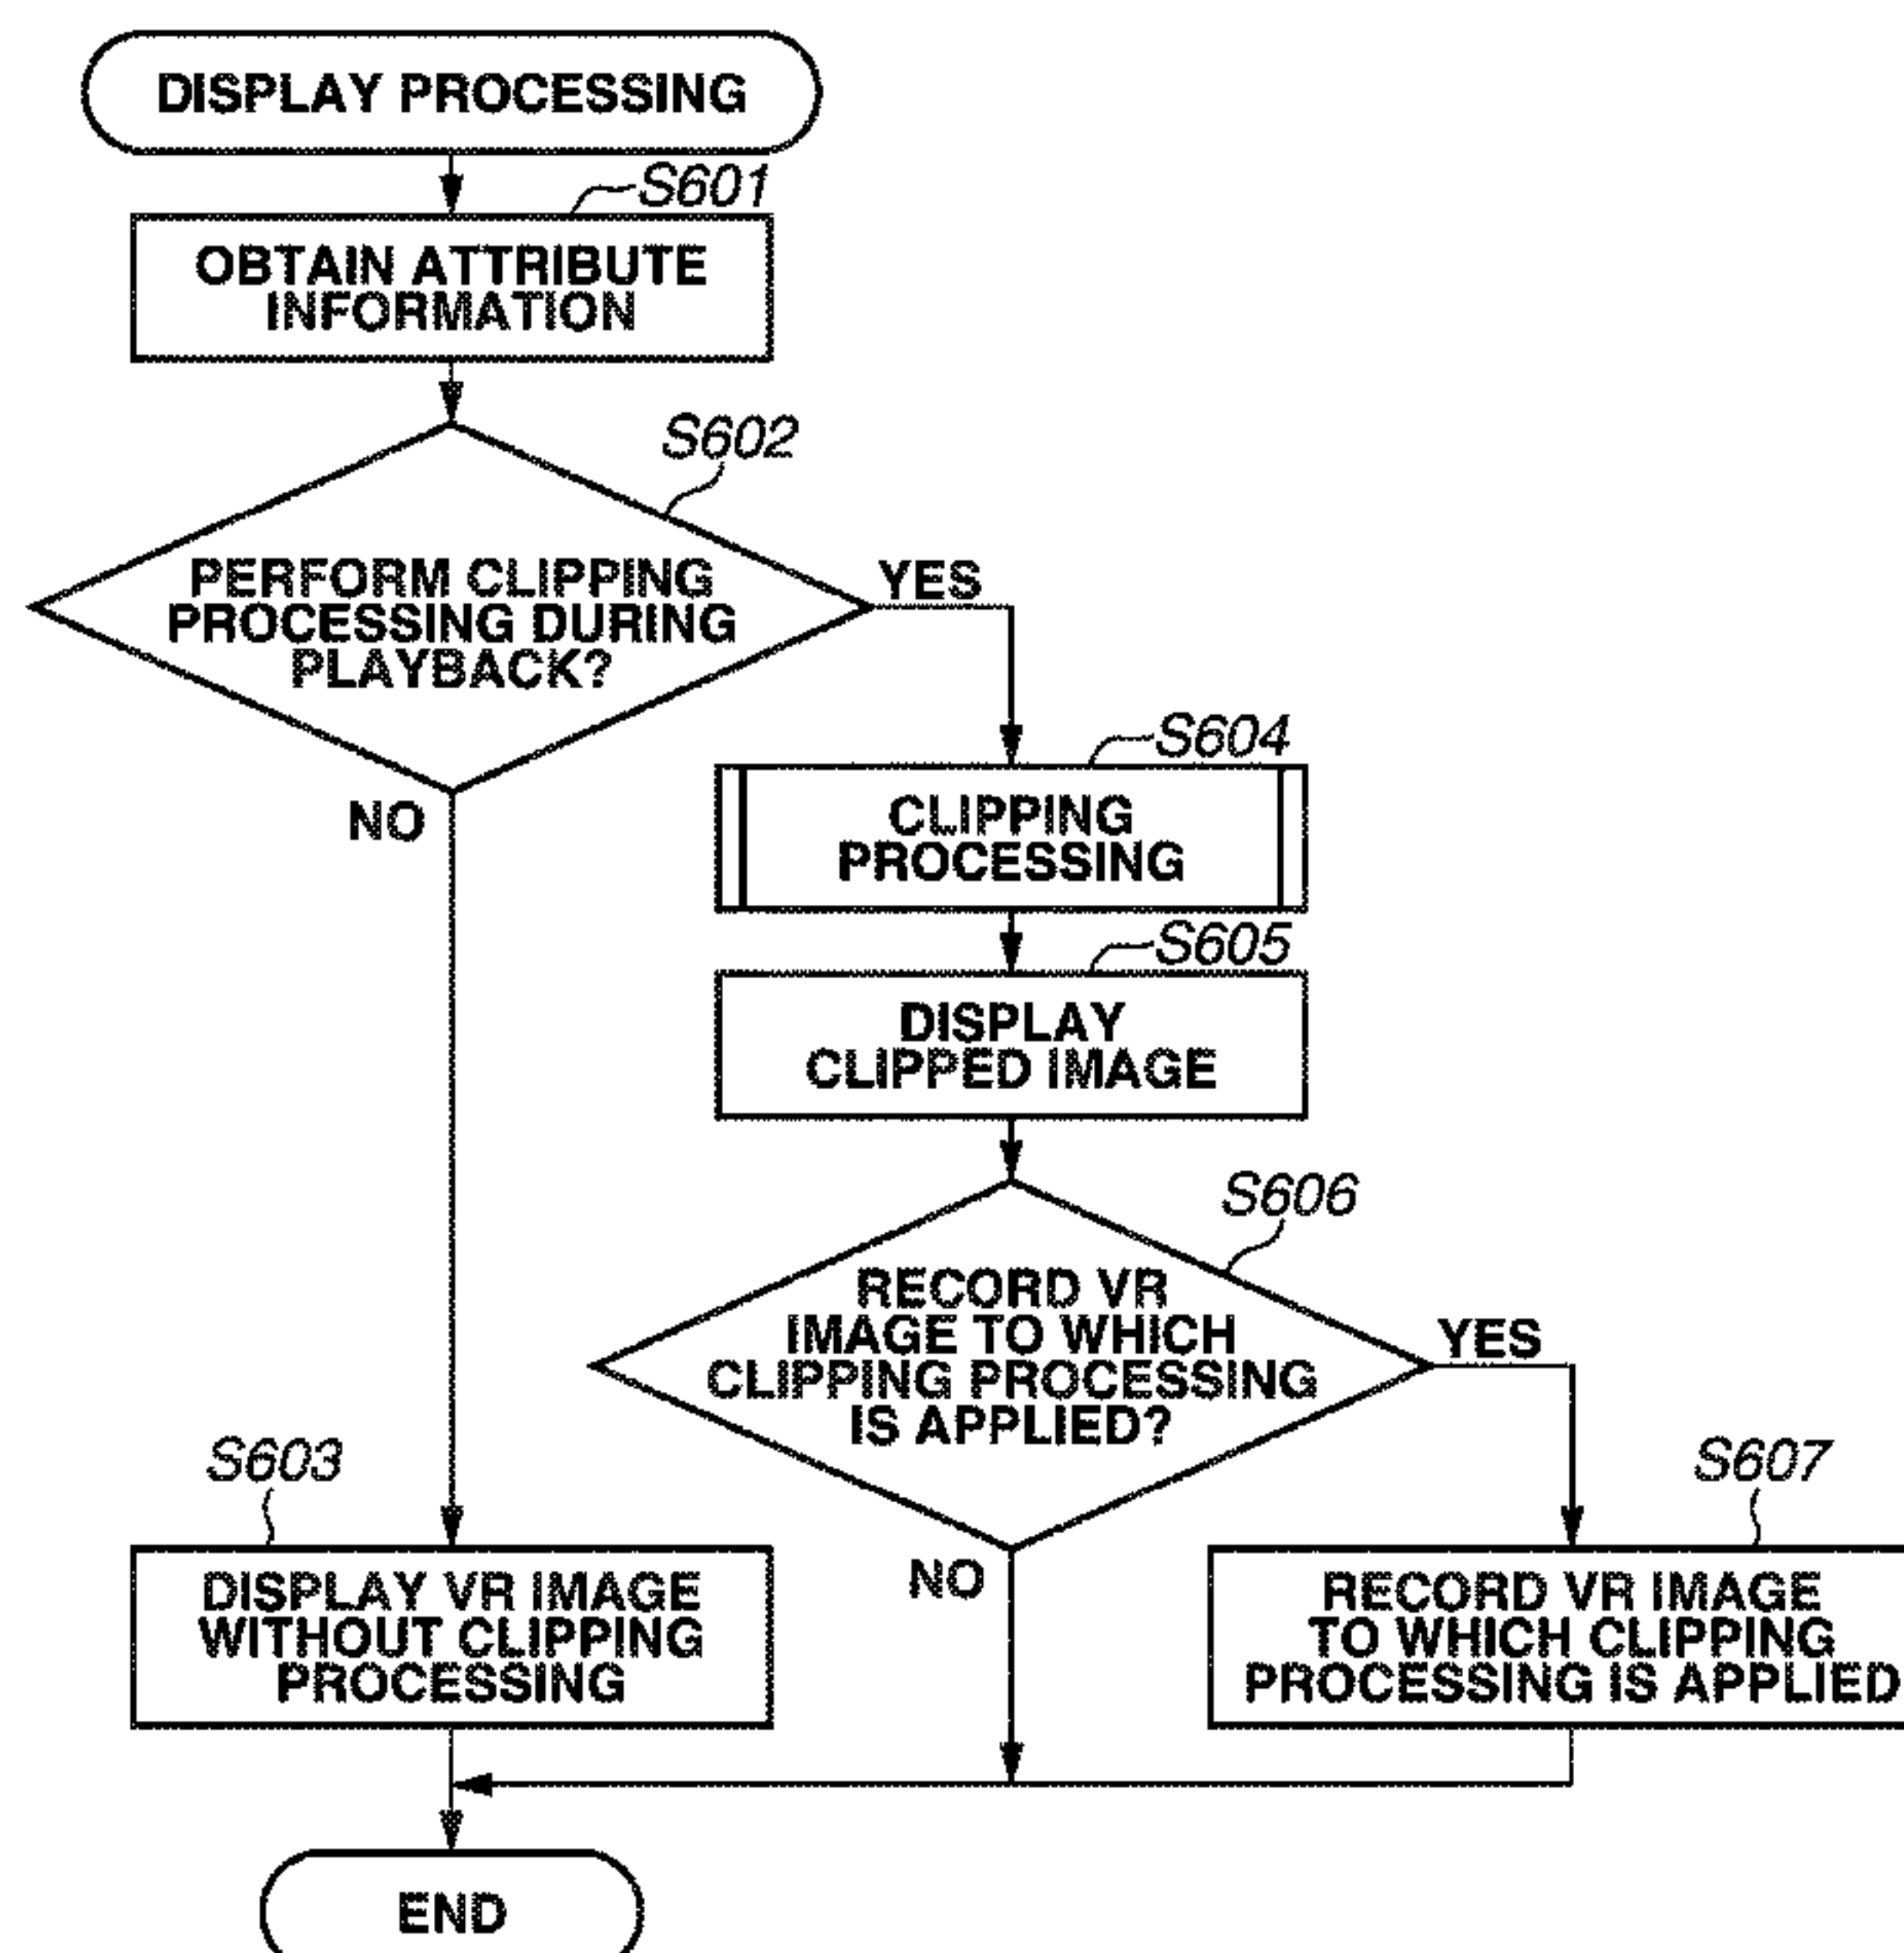 DISPLAY PROCESSING
S601
OBTAIN ATTRIBUTE
INFORMATION
S602
PERFORM CLIPPING
PROCESSING DURING
PLAYBACK?
YES
NO
S604
CLIPPING
PROCESSING
S605
DISPLAY
CLIPPED IMAGE
S606
RECORD VR
IMAGE TO WHICH
CLIPPING PROCESSING
IS APPLIED?
YES
NO
S603
DISPLAY VR IMAGE
WITHOUT CLIPPING
PROCESSING
S607
RECORD VR IMAGE
TO WHICH CLIPPING
PROCESSING IS APPLIED
END